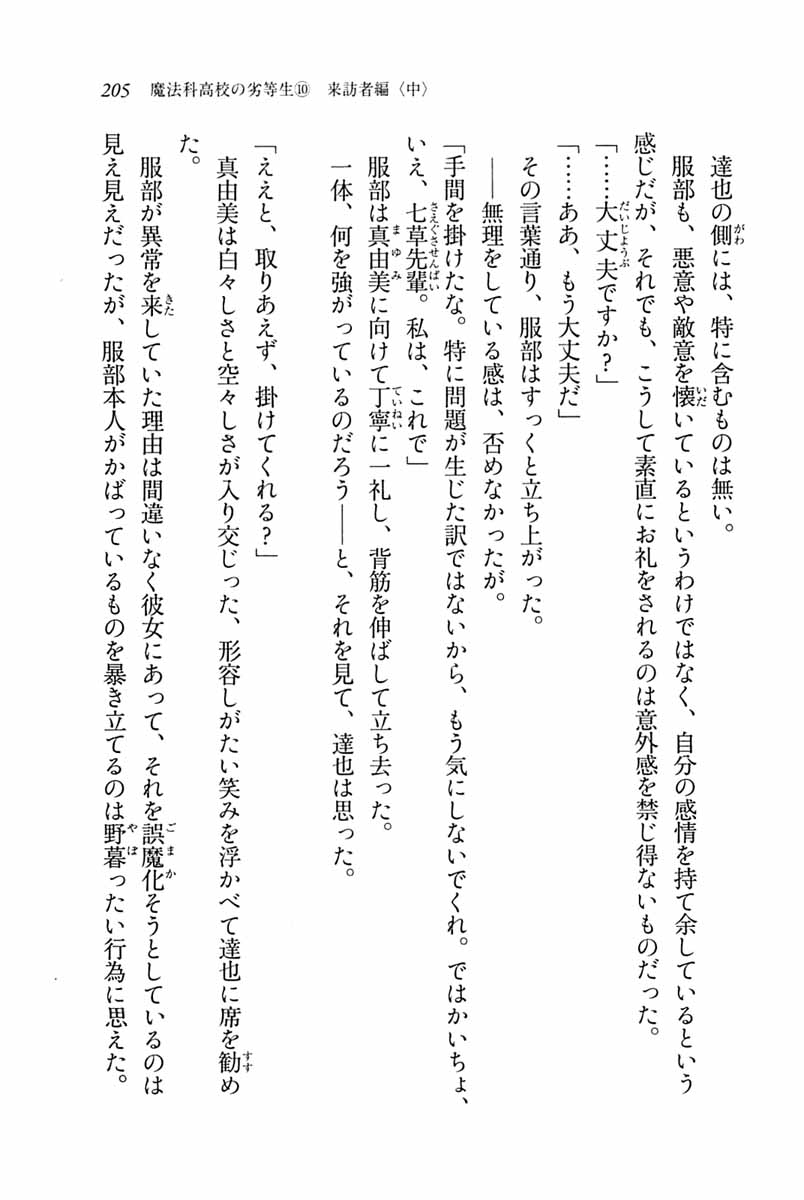 205 魔法科高校の劣等生⑩ 来訪者編〈中〉
達也の側には、特に含むものは無い。
服部も、悪意や敵意を懐いているというわけではなく、自分の感情を持て余しているという
感じだが、それでも、こうして素直にお礼をされるのは意外感を禁じ得ないものだった。
「……大丈夫ですか？」
「……ああ、もう大丈夫だ」
その言葉通り、服部はすっくと立ち上がった。
――無理をしている感は、否めなかったが。
「手間を掛けたな。特に問題が生じた訳ではないから、もう気にしないでくれ。ではかいちょ、
いえ、七草先輩。私は、これで」
服部は真由美に向けて丁寧に一礼し、背筋を伸ばして立ち去った。
一体、何を強がっているのだろう――と、それを見て、達也は思った。
「ええと、取りあえず、掛けてくれる？」
真由美は白々しさと空々しさが入り交じった、形容しがたい笑みを浮かべて達也に席を勧め
た。
服部が異常を来していた理由は間違いなく彼女にあって、それを誤魔化そうとしているのは
見え見えだったが、服部本人がかばっているものを暴き立てるのは野暮ったい行為に思えた。